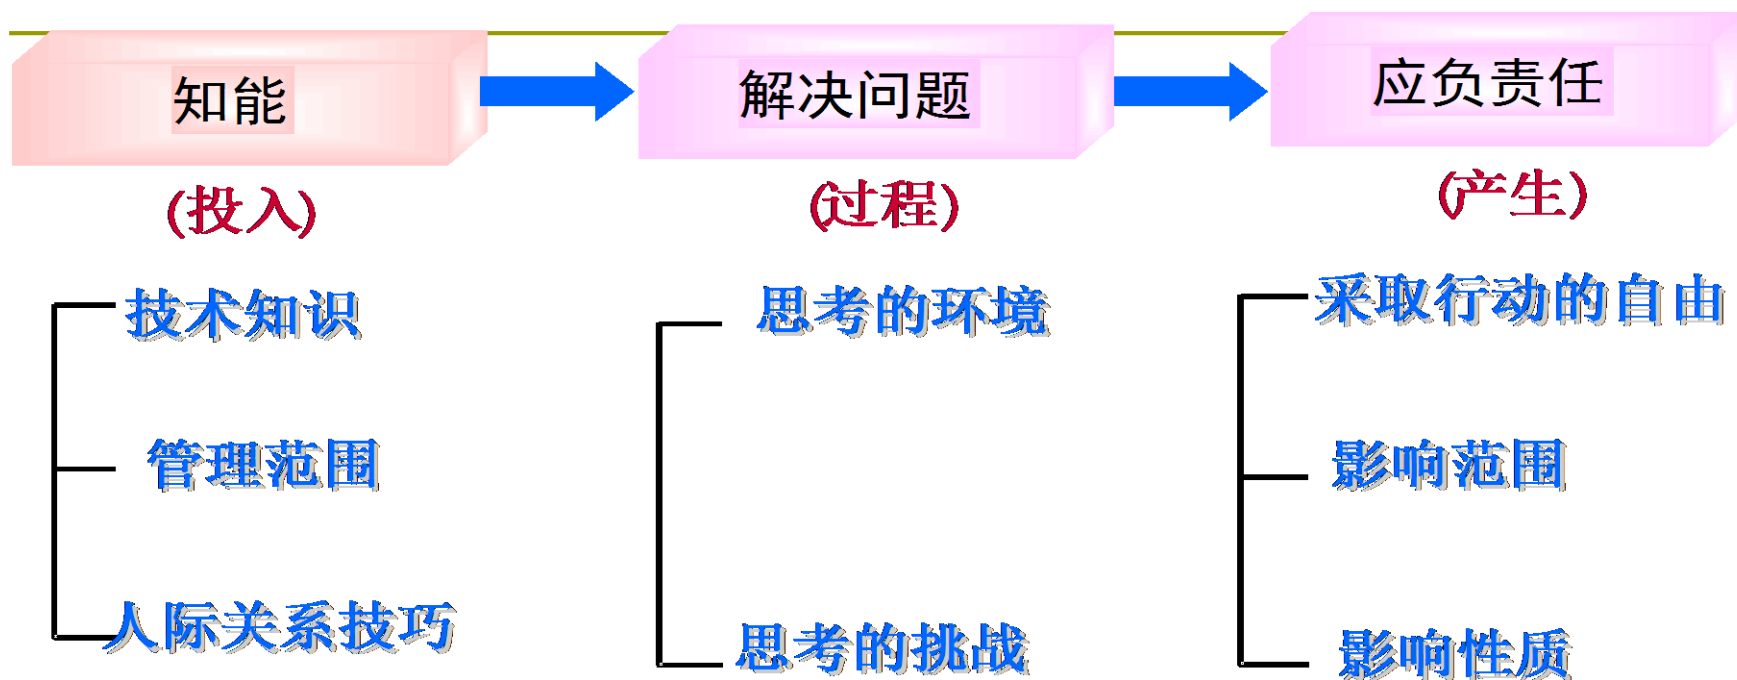 知能
解决问题
应负责任
(投入)
(过程)
(产生)
技术知识
思考的环境
采取行动的自由
管理范围
影响范围
人际关系技巧
思考的挑战
影响性质